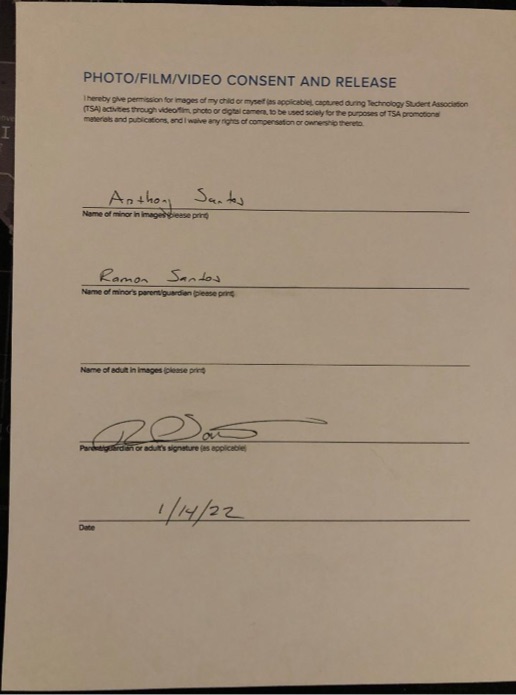 PHOTO/FILM/VIDEO CONSENT AND RELEASE
I hereby give permission for images of my child or myself (as applicable), captured during Technology Student Association
(TSA) activities through video/film, photo or digital camera, to be used solely for the purposes of TSA promotional
materials and publications, and I waive any rights of compensation or ownership thereto.
Anthony Santos
Name of minor in images (please print)
Ramon Santos
Name of minor's parent/guardian (please print)
Name of adult in images (please print)
Parent/guardian or adult's signature (as applicable)
1/14/22
Date